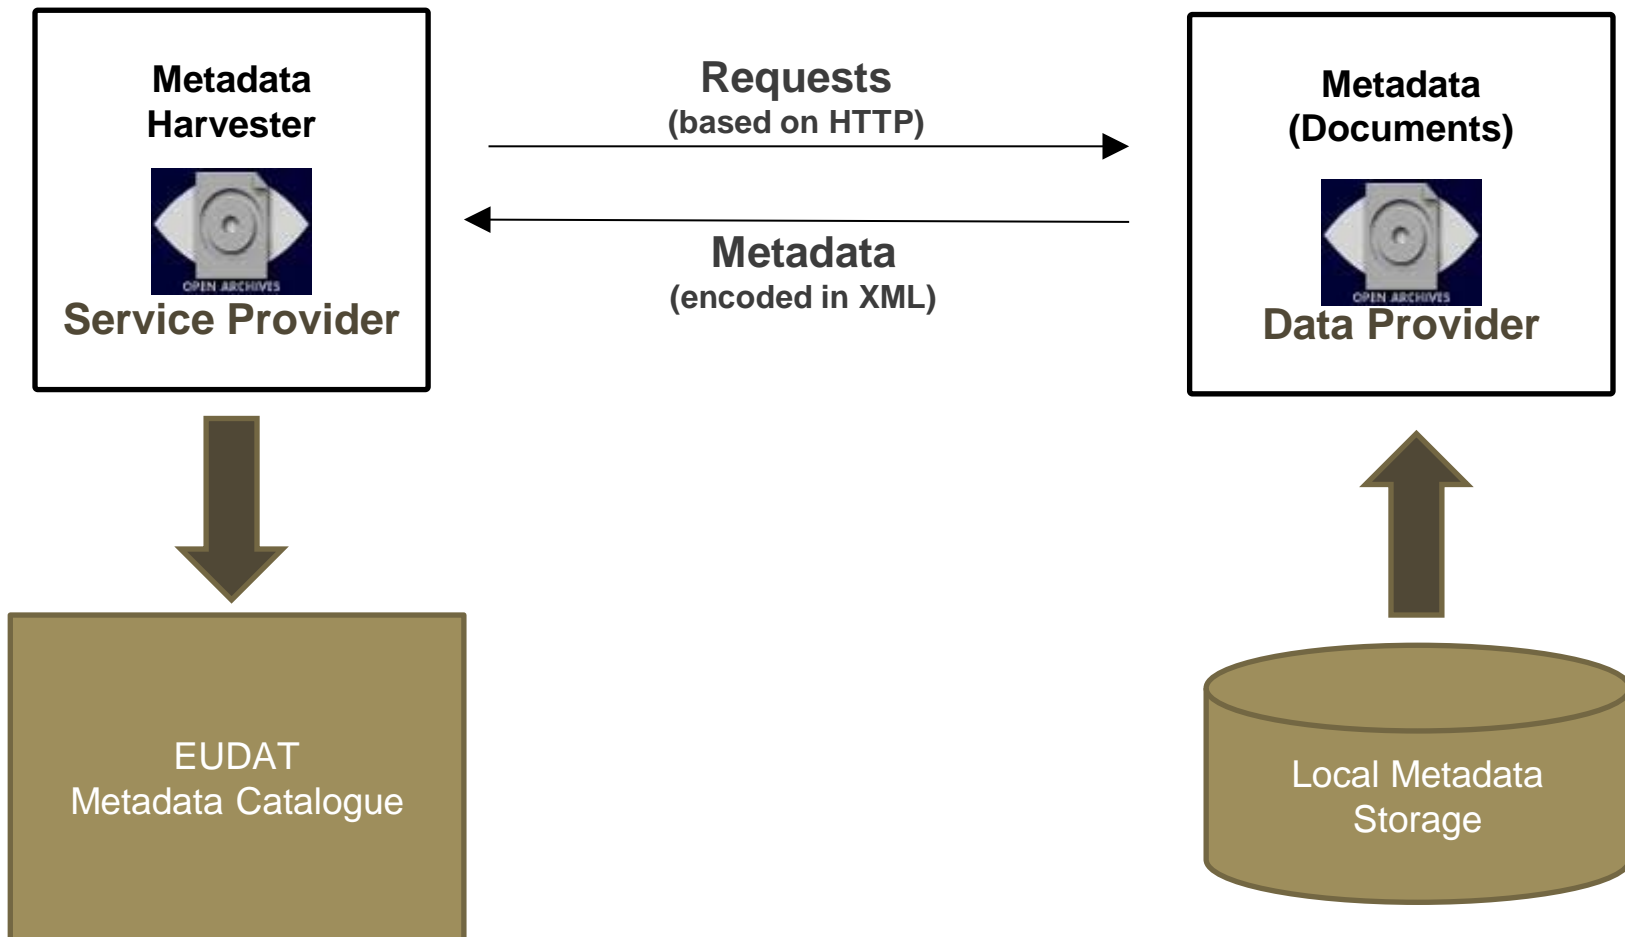 Metadata
Harvester
OPEN ARCHIVES
Service Provider
Requests
(based on HTTP)
Metadata
(encoded in XML)
Metadata
(Documents)
OPEN ARCHIVES
Data Provider
EUDAT
Metadata Catalogue
Local Metadata
Storage